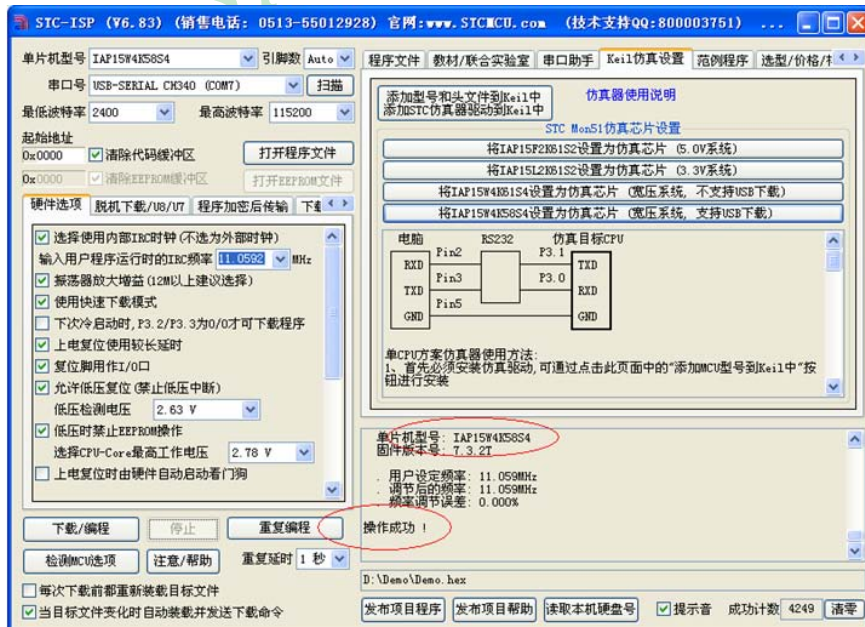 STC-ISP (V6.83) (销售电话: 0513-55012928) 官网:www.STCMCU.com (技术支持QQ:800003751) ...
单片机型号 IAP15W4K58S4 引脚数 Auto
串口号 USB-SERIAL CH340 (COM7) 扫描
最低波特率 2400 最高波特率 115200
起始地址
0x0000 清除代码缓冲区 打开程序文件
0x0000 清除EEPROM缓冲区 打开EEPROM文件
硬件选项 脱机下载/U8/U7 程序加密后传输
选择使用内部IRC时钟(不选为外部时钟)
输入用户程序运行时的IRC频率 11.0592 MHz
振荡器放大增益(12M以上建议选择)
使用快速下载模式
下次冷启动时,P3.2/P3.3为0/0才可下载程序
上电复位使用较长延时
复位脚用作I/O口
允许低压复位(禁止低压中断)
低压检测电压 2.63 V
低压时禁止EEPROM操作
选择CPU-Core最高工作电压 2.78 V
上电复位时由硬件自动启动看门狗
下载/编程 停止 重复编程
检测MCU选项 注意/帮助 重复延时 1 秒
每次下载前都重新装载目标文件
当目标文件变化时自动装载并发送下载命令
程序文件 教材/联合实验室 串口助手 Keil仿真设置 范例程序 选型/价格/
添加型号和头文件到Keil中
添加STC仿真器驱动到Keil中
仿真器使用说明
STC Mon51仿真芯片设置
将IAP15F2K61S2设置为仿真芯片 (5.0V系统)
将IAP15L2K61S2设置为仿真芯片 (3.3V系统)
将IAP15W4K61S4设置为仿真芯片 (宽压系统, 不支持USB下载)
将IAP15W4K58S4设置为仿真芯片 (宽压系统, 支持USB下载)
电脑 RS232 仿真目标CPU
RXD Pin2 P3.1 TXD
TXD Pin3 P3.0 RXD
GND Pin5 GND
单CPU方案仿真器使用方法:
1、首先必须安装仿真驱动,可通过点击此页面中的“添加MCU型号到Keil中”按
钮进行安装
单片机型号: IAP15W4K58S4
固件版本号: 7.3.2T
. 用户设定频率: 11.059MHz
. 调节后的频率: 11.059MHz
. 频率调节误差: 0.000%
操作成功 !
D:\Demo\Demo.hex
发布项目程序 发布项目帮助 读取本机硬盘号 提示音 成功计数 4249 清零